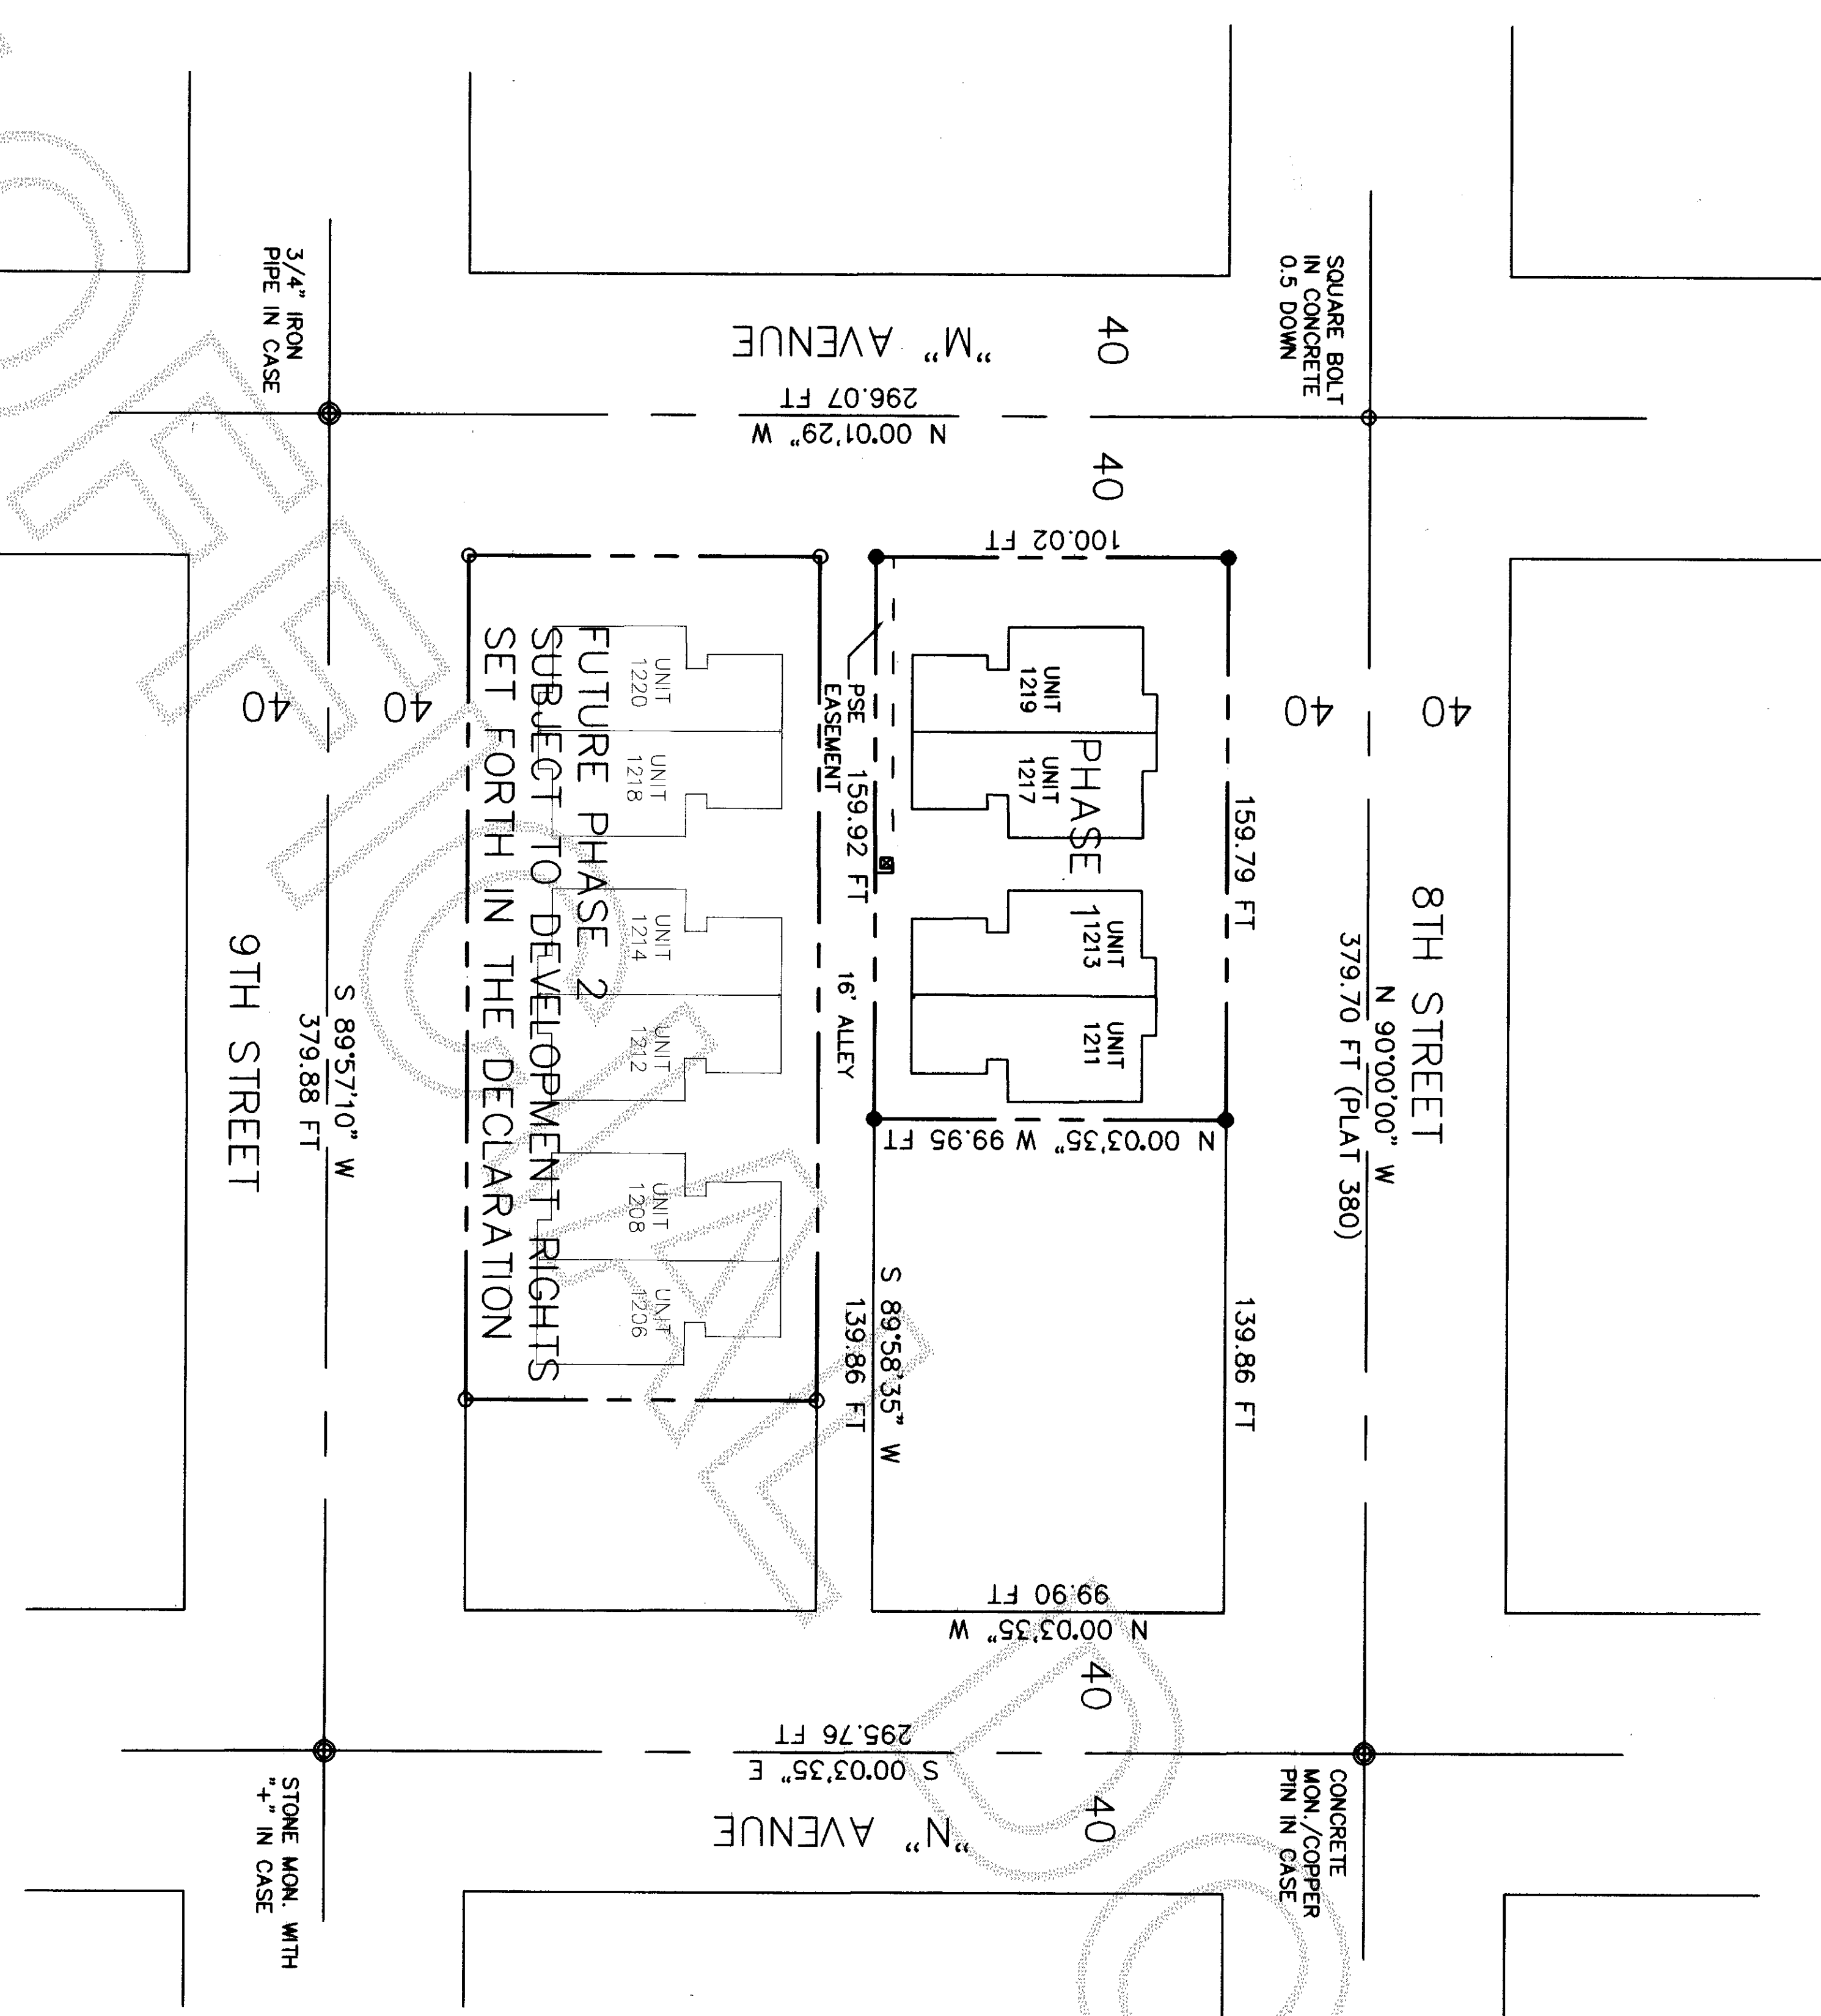 8TH STREET
N 90°00'00" W
379.70 FT (PLAT 380)
SQUARE BOLT
IN CONCRETE
0.5 DOWN
CONCRETE
MON./COPPER
PIN IN CASE
40
40
159.79 FT
139.86 FT
"M" AVENUE
296.07 FT
N 00°01'29" W
40
40
100.02 FT
PHASE 1
UNIT
1219
UNIT
1217
UNIT
1213
UNIT
1211
N 00°03'35" W 99.95 FT
99.90 FT
N 00°03'35" W
40
40
295.76 FT
S 00°03'35" E
"N" AVENUE
S 89°58'35" W
PSE
EASEMENT
159.92 FT
139.86 FT
16' ALLEY
UNIT
1220
UNIT
1218
UNIT
1214
UNIT
1212
UNIT
1208
UNIT
1206
FUTURE PHASE 2
SUBJECT TO DEVELOPMENT RIGHTS
SET FORTH IN THE DECLARATION
40
40
S 89°57'10" W
379.88 FT
9TH STREET
3/4" IRON
PIPE IN CASE
STONE MON. WITH
"+" IN CASE